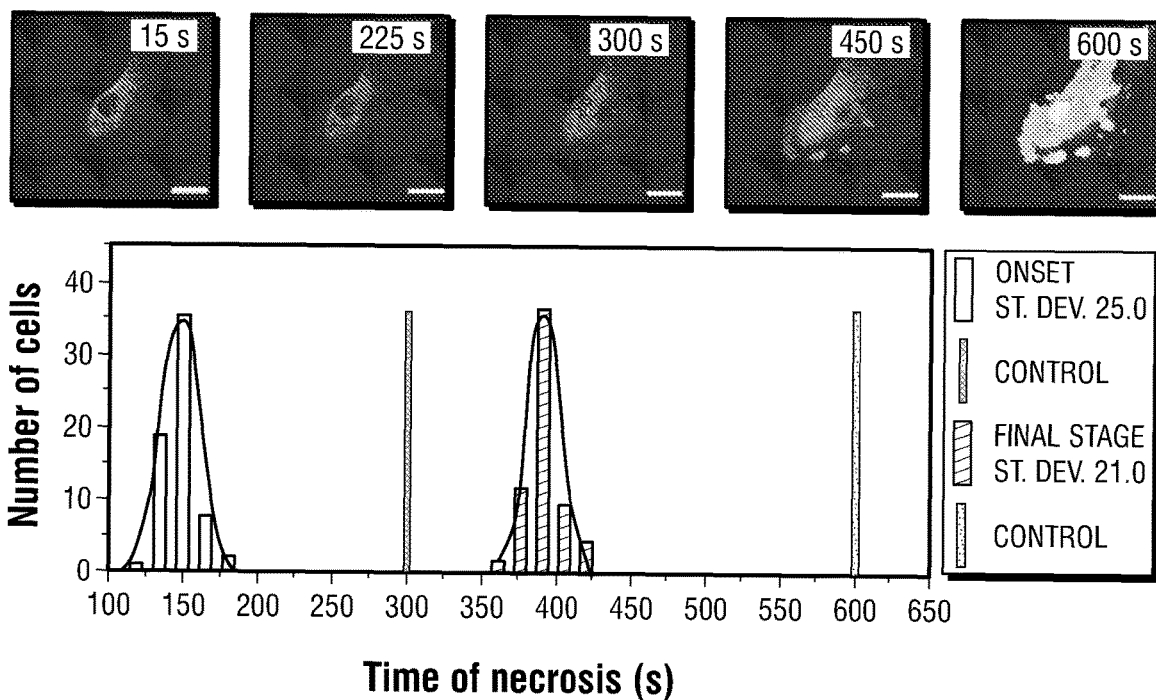 15 s
225 s
300 s
450 s
600 s
Number of cells
40
30
20
10
0
100 150 200 250 300 350 400 450 500 550 600 650
Time of necrosis (s)
ONSET
ST. DEV. 25.0
CONTROL
FINAL STAGE
ST. DEV. 21.0
CONTROL